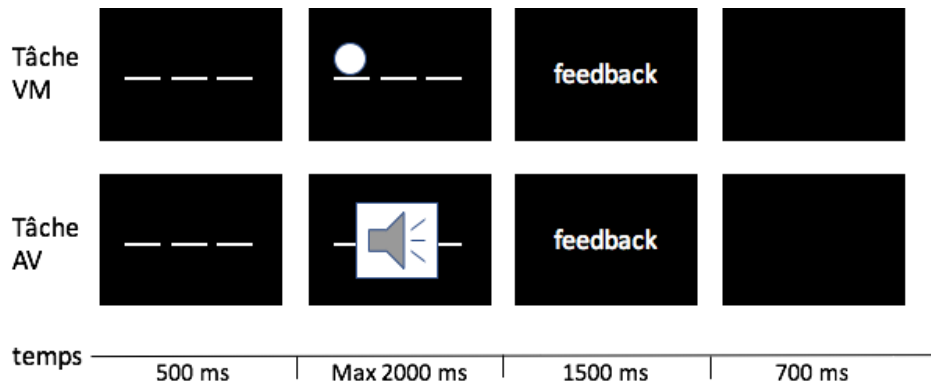 Tâche
VM
feedback
Tâche
AV
feedback
temps
500 ms
Max 2000 ms
1500 ms
700 ms